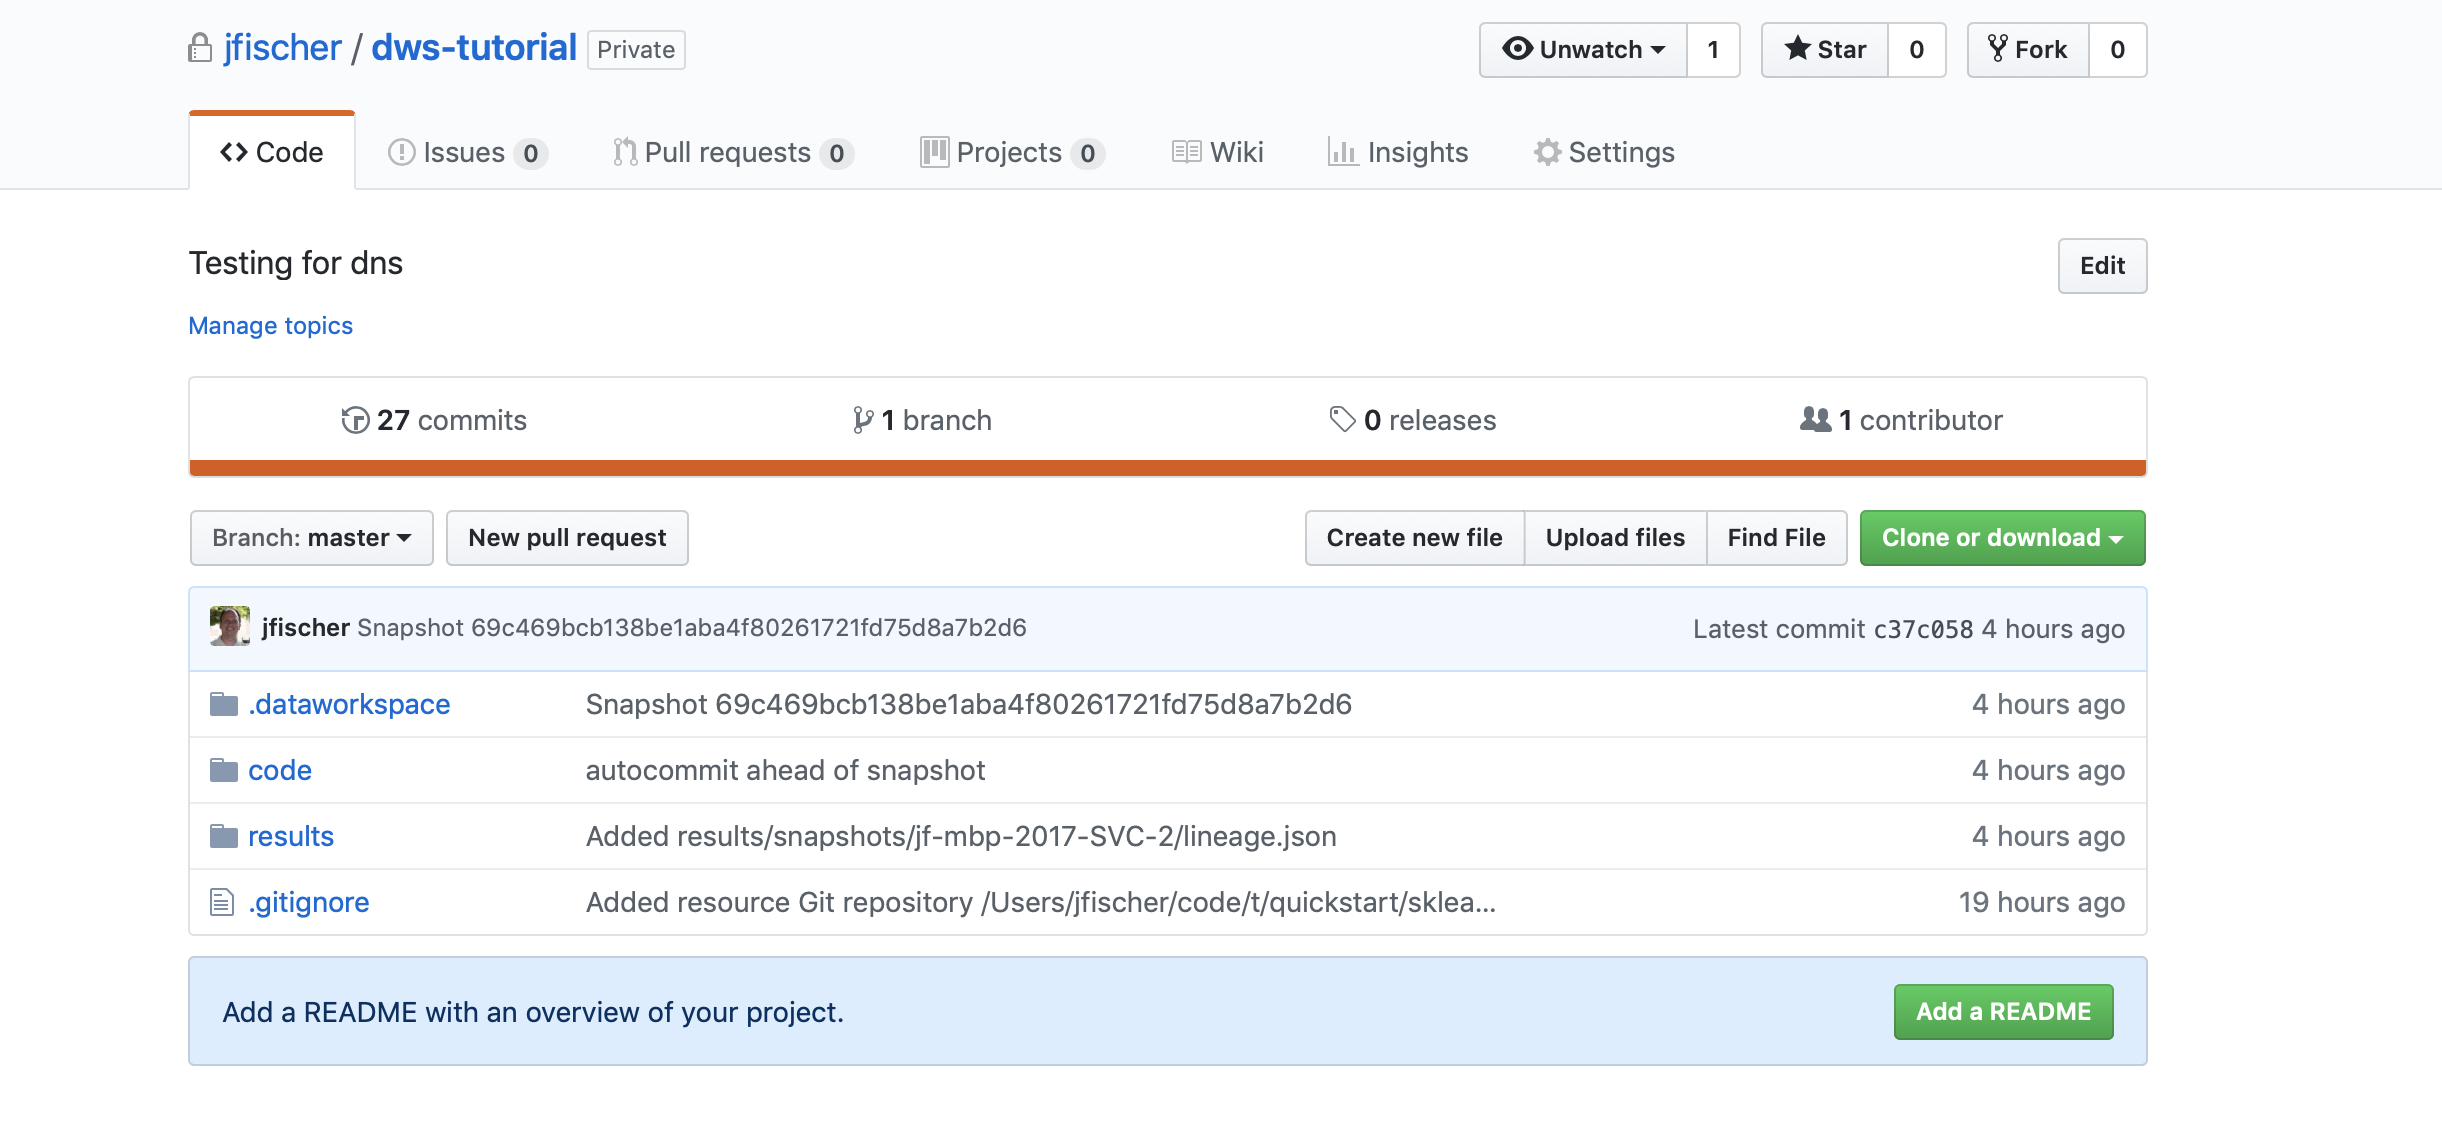 jfischer / dws-tutorial Private Unwatch 1 Star 0 Fork 0
Code Issues 0 Pull requests 0 Projects 0 Wiki Insights Settings
Testing for dns Edit
Manage topics
27 commits 1 branch 0 releases 1 contributor
Branch: master New pull request Create new file Upload files Find File Clone or download
jfischer Snapshot 69c469bcb138be1aba4f80261721fd75d8a7b2d6 Latest commit c37c058 4 hours ago
.dataworkspace Snapshot 69c469bcb138be1aba4f80261721fd75d8a7b2d6 4 hours ago
code autocommit ahead of snapshot 4 hours ago
results Added results/snapshots/jf-mbp-2017-SVC-2/lineage.json 4 hours ago
.gitignore Added resource Git repository /Users/jfischer/code/t/quickstart/sklea... 19 hours ago
Add a README with an overview of your project. Add a README